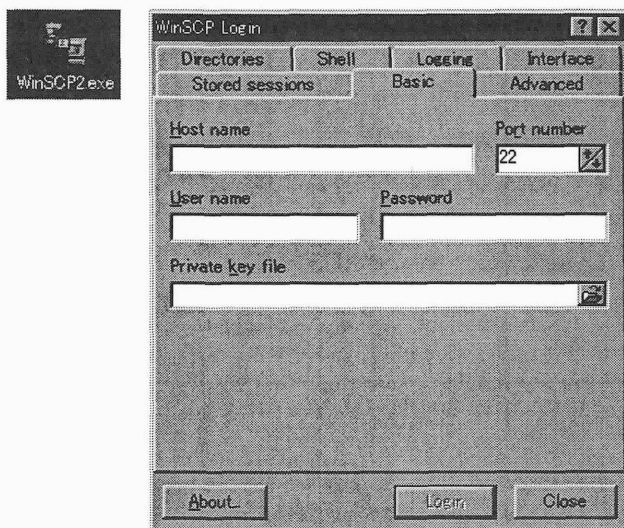 WinSCP2.exe
WinSCP Login
Directories Shell Logging Interface
Stored sessions Basic Advanced
Host name Port number
22
User name Password
Private key file
About... Login Close